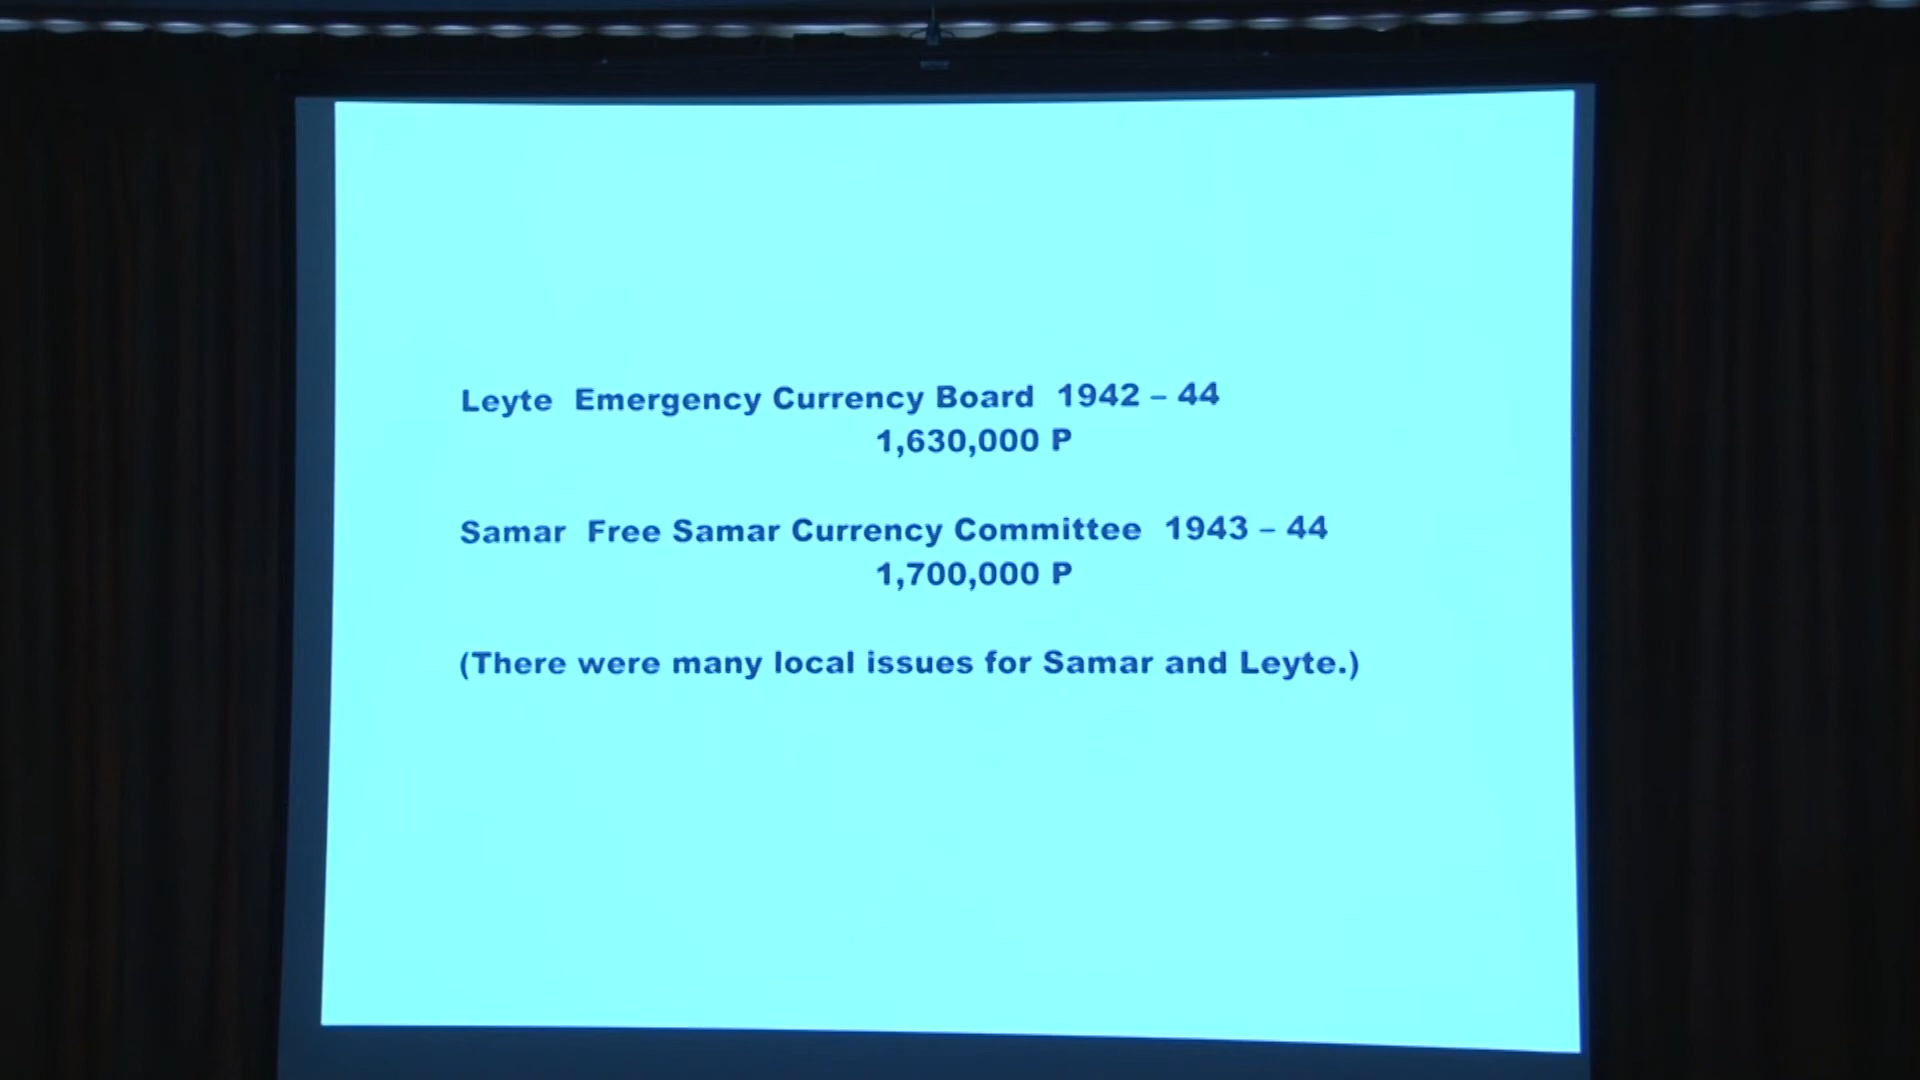 Leyte Emergency Currency Board 1942 – 44
1,630,000 P
Samar Free Samar Currency Committee 1943 – 44
1,700,000 P
(There were many local issues for Samar and Leyte.)